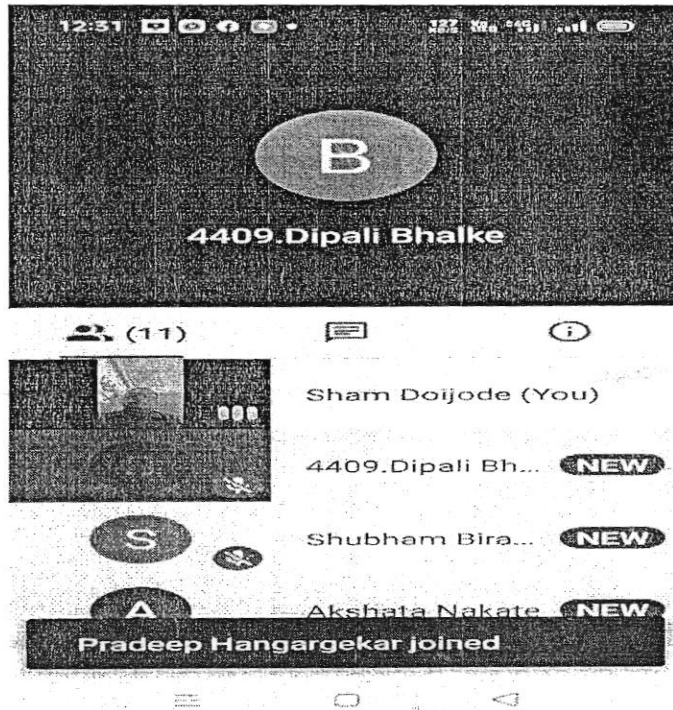 12:31
B
4409.Dipali Bhalke
(11)
Sham Doijode (You)
4409.Dipali Bh... NEW
S
Shubham Bira... NEW
A
Akshata Nakate NEW
Pradeep Hangargekar joined